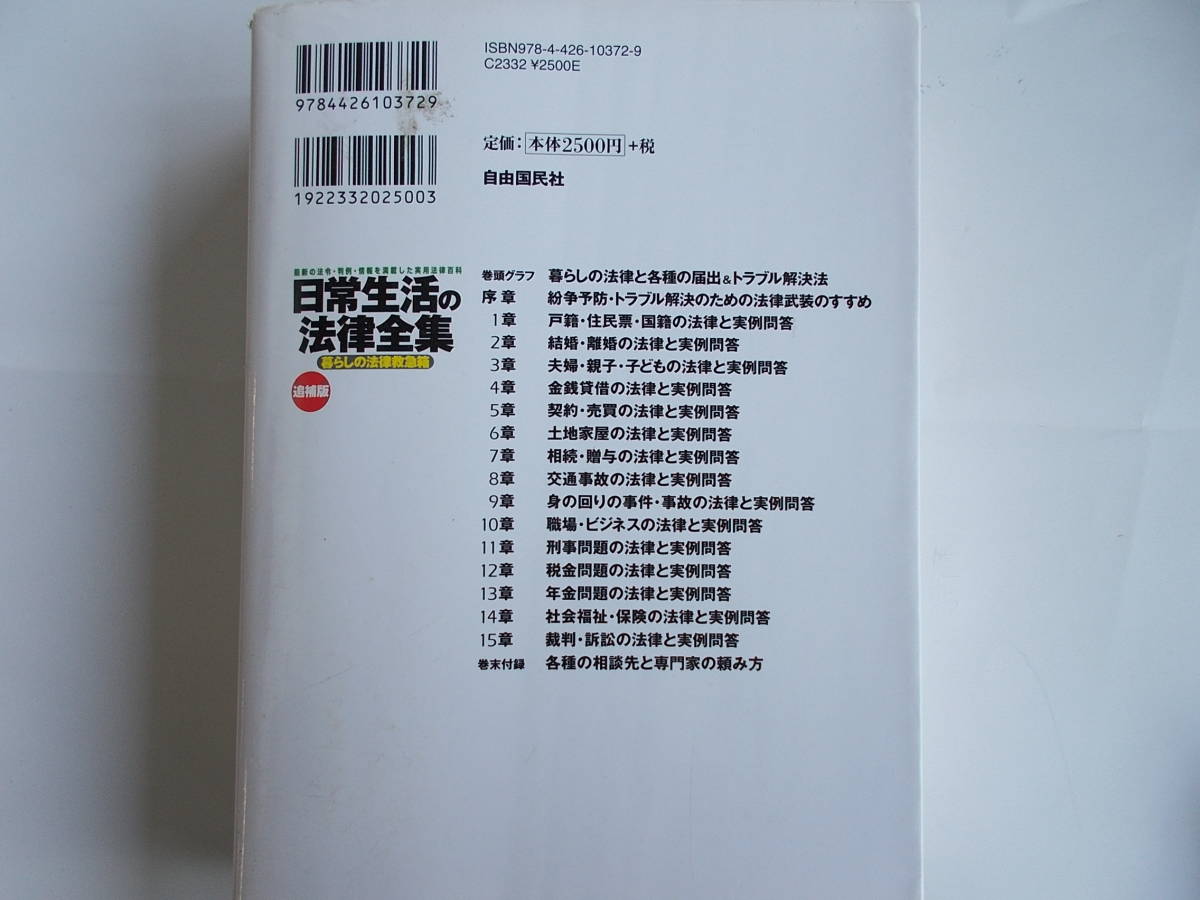 ISBN978-4-426-10372-9
C2332 ¥2500E
9784426103729
定価：本体2500円+税
自由国民社
1922332025003
最新の法令・判例・情報を満載した実用法律百科
日常生活の
法律全集
暮らしの法律救急箱
追補版
巻頭グラフ 暮らしの法律と各種の届出&トラブル解決法
序章 紛争予防・トラブル解決のための法律武装のすすめ
1章 戸籍・住民票・国籍の法律と実例問答
2章 結婚・離婚の法律と実例問答
3章 夫婦・親子・子どもの法律と実例問答
4章 金銭貸借の法律と実例問答
5章 契約・売買の法律と実例問答
6章 土地家屋の法律と実例問答
7章 相続・贈与の法律と実例問答
8章 交通事故の法律と実例問答
9章 身の回りの事件・事故の法律と実例問答
10章 職場・ビジネスの法律と実例問答
11章 刑事問題の法律と実例問答
12章 税金問題の法律と実例問答
13章 年金問題の法律と実例問答
14章 社会福祉・保険の法律と実例問答
15章 裁判・訴訟の法律と実例問答
巻末付録 各種の相談先と専門家の頼み方